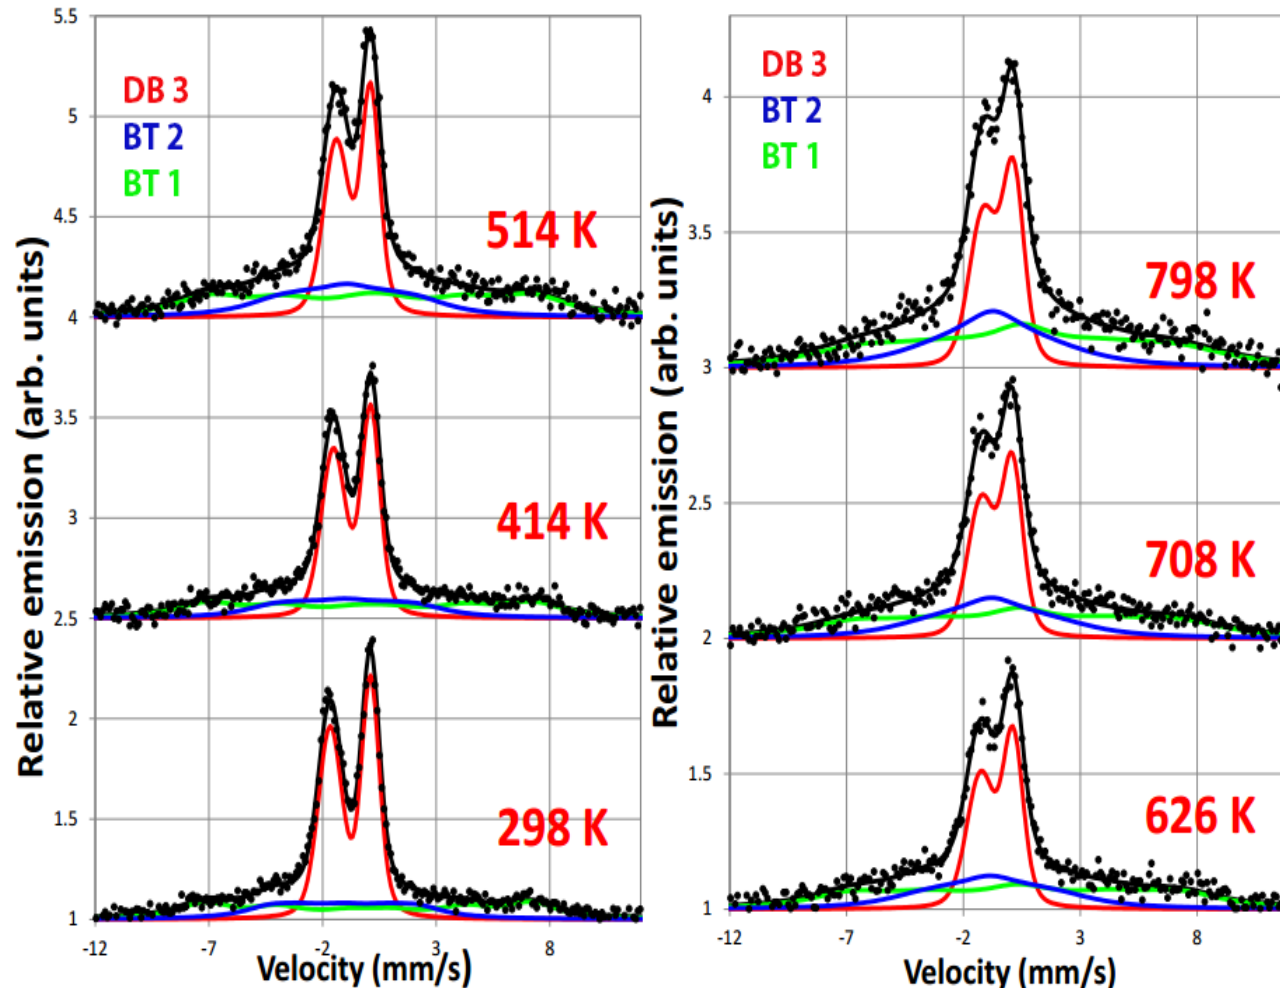 Relative emission (arb. units)
5.5
5
4.5
4
3.5
3
2.5
2
1.5
1
DB 3
BT 2
BT 1
514 K
414 K
298 K
-12
-7
-2
3
8
Velocity (mm/s)
Relative emission (arb. units)
4
3.5
3
2.5
2
1.5
1
DB 3
BT 2
BT 1
798 K
708 K
626 K
-12
-7
-2
3
8
Velocity (mm/s)